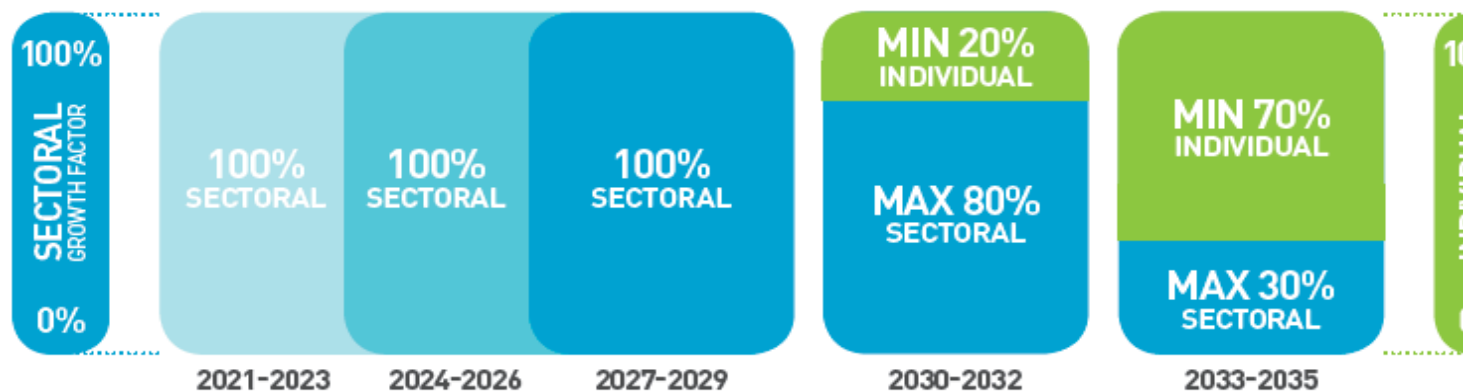 100%
SECTORAL
GROWTH FACTOR
0%
100%
SECTORAL
2021-2023
100%
SECTORAL
2024-2026
100%
SECTORAL
2027-2029
MIN 20%
INDIVIDUAL
MAX 80%
SECTORAL
2030-2032
MIN 70%
INDIVIDUAL
MAX 30%
SECTORAL
2033-2035